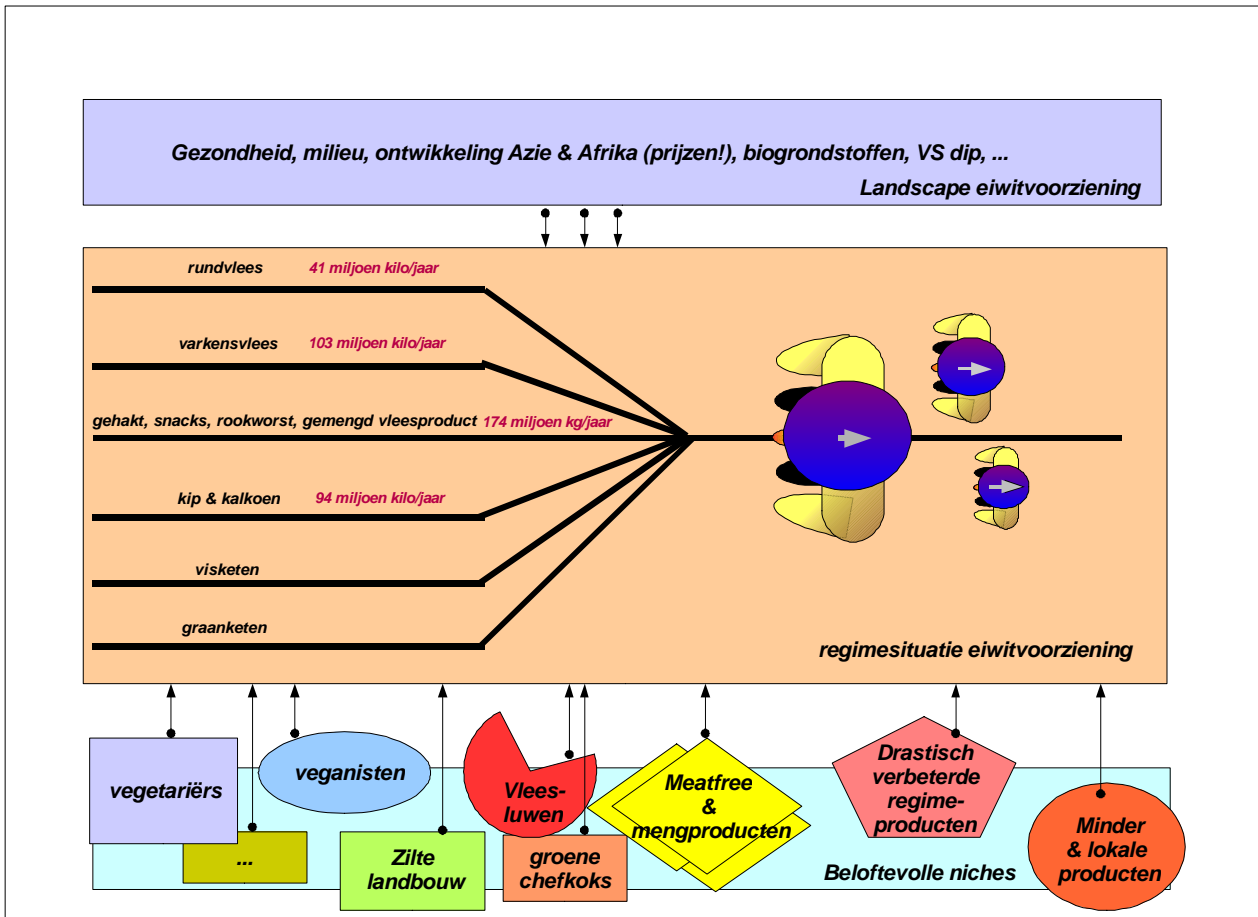 Gezondheid, milieu, ontwikkeling Azie & Afrika (prijzen!), biogrondstoffen, VS dip, ...
Landscape eiwitvoorziening
rundvlees 41 miljoen kilo/jaar
varkensvlees 103 miljoen kilo/jaar
gehakt, snacks, rookworst, gemengd vleesproduct 174 miljoen kg/jaar
kip & kalkoen 94 miljoen kilo/jaar
visketen
graanketen
regimesituatie eiwitvoorziening
vegetariërs
...
veganisten
Zilte
landbouw
Vlees-
luwen
groene
chefkoks
Meatfree
&
mengproducten
Drastisch
verbeterde
regime-
producten
Minder
& lokale
producten
Beloftevolle niches